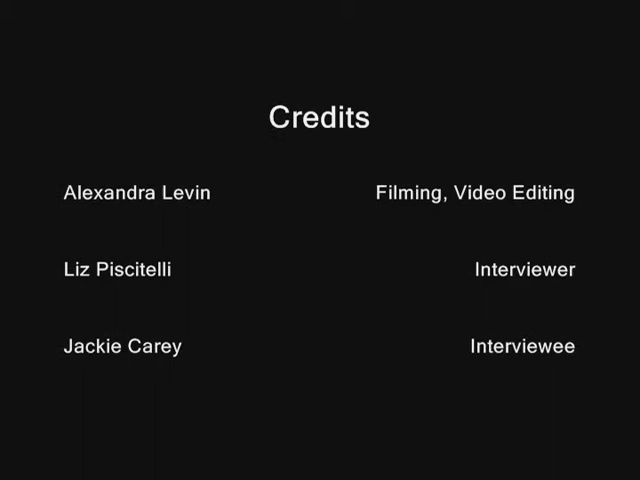 Credits
Alexandra Levin Filming, Video Editing
Liz Piscitelli Interviewer
Jackie Carey Interviewee